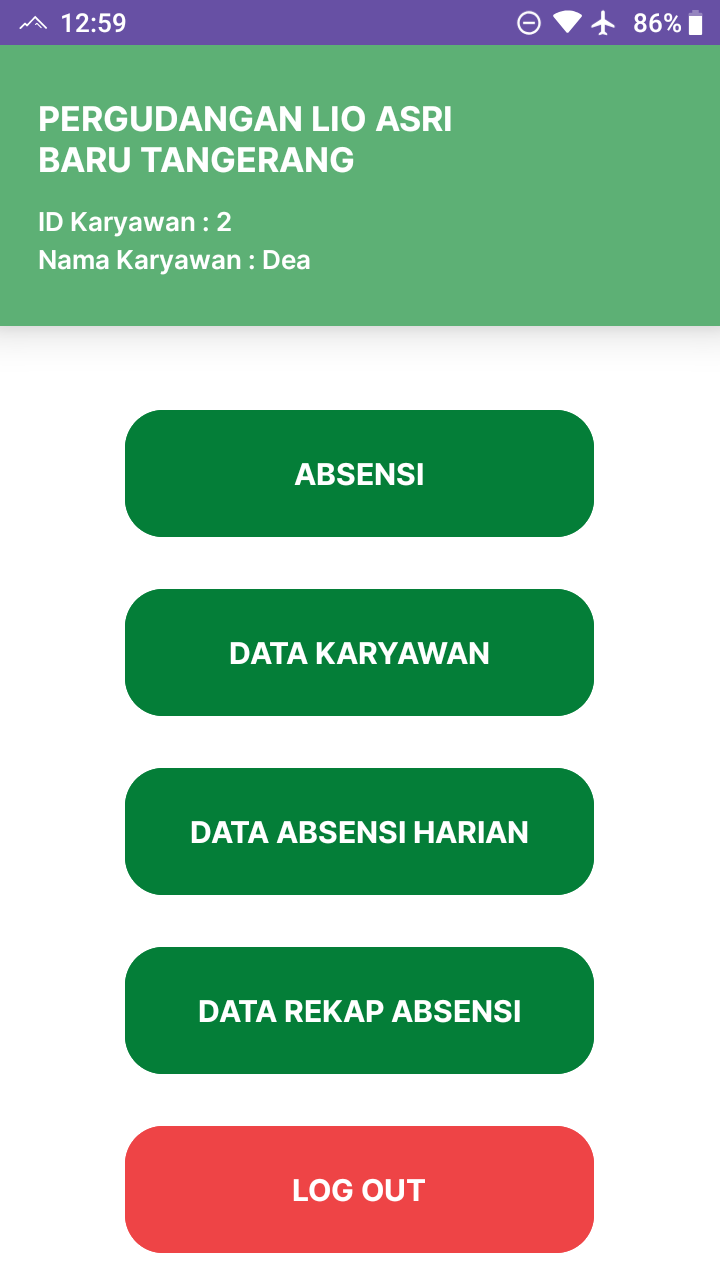 12:59
86%
PERGUDANGAN LIO ASRI
BARU TANGERANG
ID Karyawan : 2
Nama Karyawan : Dea
ABSENSI
DATA KARYAWAN
DATA ABSENSI HARIAN
DATA REKAP ABSENSI
LOG OUT